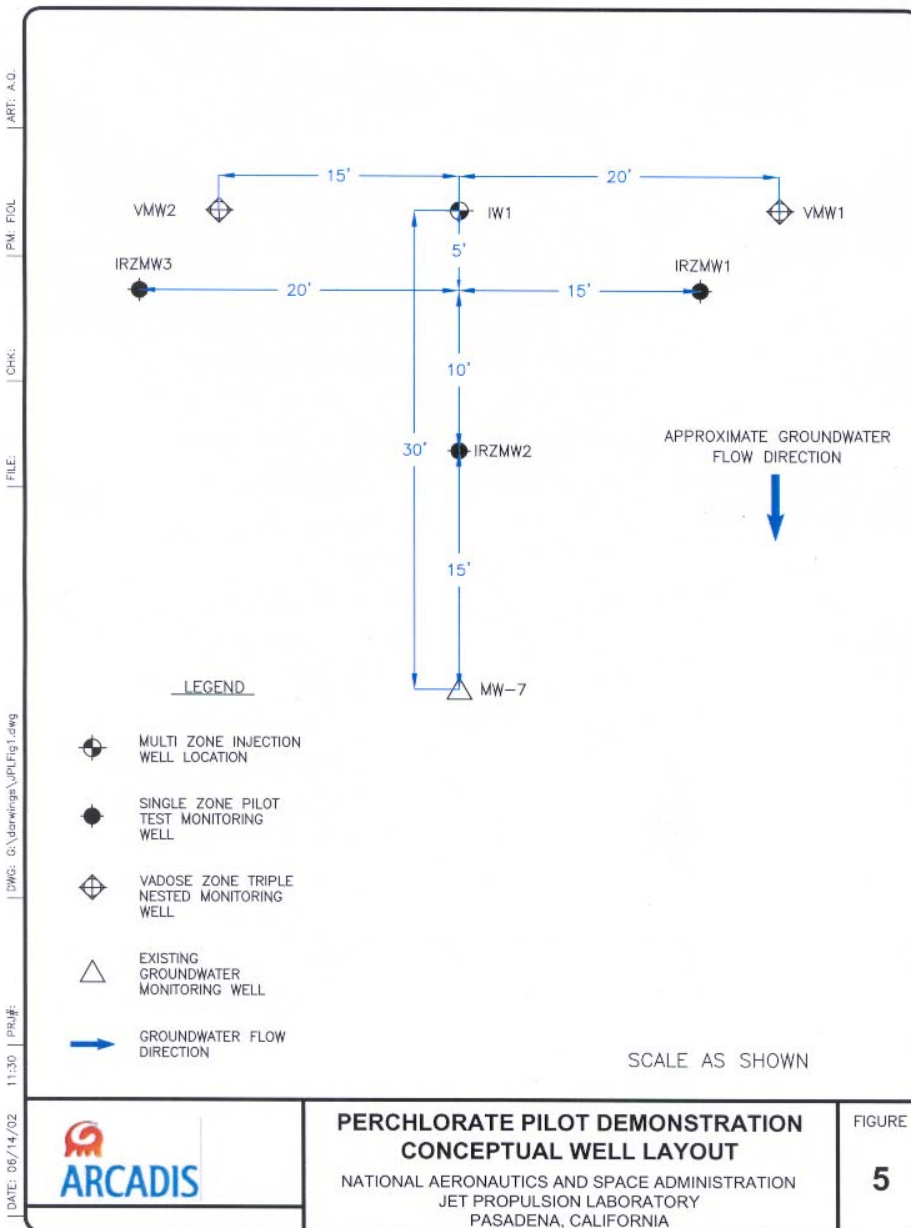 15'
20'
VMW2
IW1
VMW1
5'
IRZMW3
IRZMW1
20'
15'
10'
APPROXIMATE GROUNDWATER
FLOW DIRECTION
30'
IRZMW2
15'
MW-7
LEGEND
MULTI ZONE INJECTION
WELL LOCATION
SINGLE ZONE PILOT
TEST MONITORING
WELL
VADOSE ZONE TRIPLE
NESTED MONITORING
WELL
EXISTING
GROUNDWATER
MONITORING WELL
GROUNDWATER FLOW
DIRECTION
SCALE AS SHOWN
ARCADIS
PERCHLORATE PILOT DEMONSTRATION
CONCEPTUAL WELL LAYOUT
NATIONAL AERONAUTICS AND SPACE ADMINISTRATION
JET PROPULSION LABORATORY
PASADENA, CALIFORNIA
FIGURE
5
DATE: 06/14/02 11:30 PRJ#: DWG: G:\darwings\JPLFig1.dwg FILE: CHK: PM: FIOL ART: A.Q.